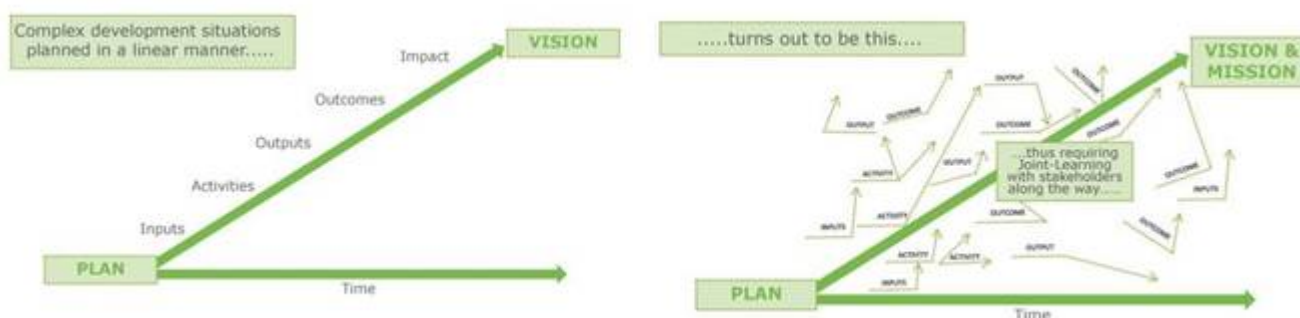 Complex development situations
planned in a linear manner.....
VISION
Impact
Outcomes
Outputs
Activities
Inputs
PLAN
Time
.....turns out to be this....
VISION &
MISSION
OUTPUT
OUTCOME
OUTPUT
OUTCOME
OUTCOME
OUTCOME
....thus requiring
Joint-Learning
with stakeholders
along the way.....
ACTIVITY
OUTPUT
OUTCOME
INPUTS
INPUTS
ACTIVITY
OUTCOME
OUTCOME
ACTIVITY
ACTIVITY
OUTPUT
INPUTS
PLAN
Time